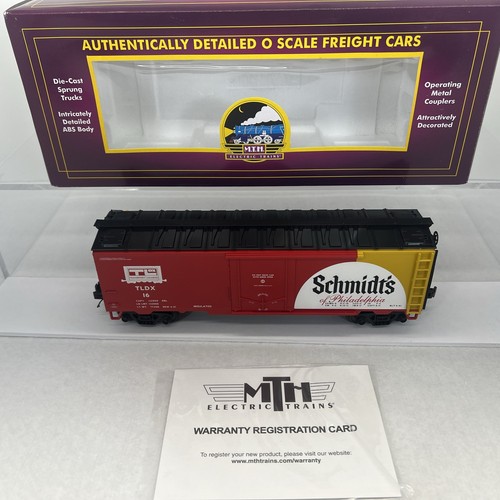 AUTHENTICALLY DETAILED O SCALE FREIGHT CARS
Die-Cast
Sprung
Trucks
Intricately
Detailed
ABS Body
Operating
Metal
Couplers
Attractively
Decorated
MTH
ELECTRIC TRAINS
TLDX
16
Schmidt's
of Philadelphia
MTH
ELECTRIC TRAINS®
WARRANTY REGISTRATION CARD
To register your new product, please visit our website:
www.mthtrains.com/warranty